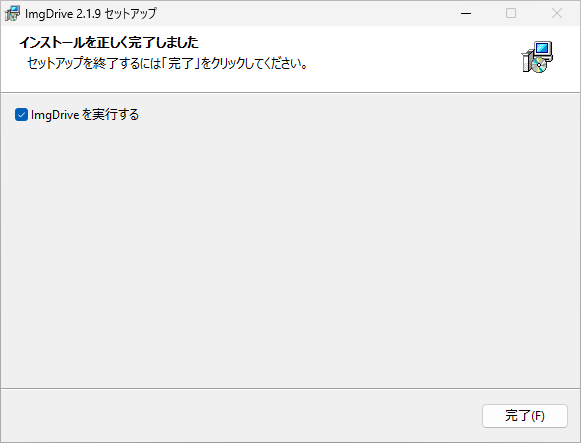 ImgDrive 2.1.9 セットアップ
インストールを正しく完了しました
セットアップを終了するには「完了」をクリックしてください。
ImgDrive を実行する
完了(F)